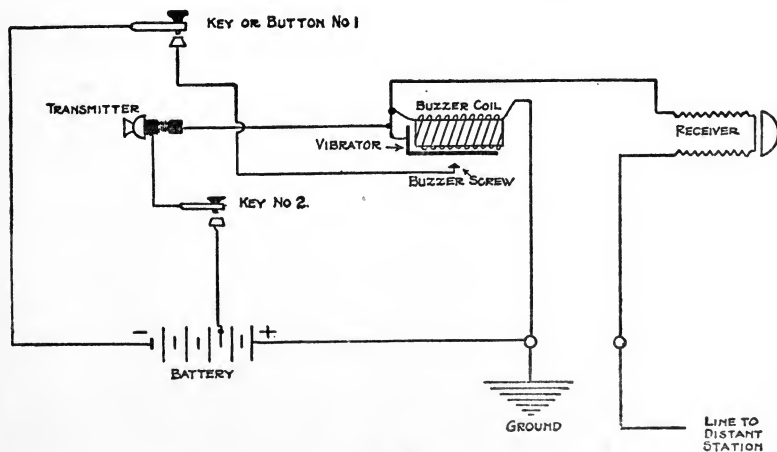 KEY OR BUTTON NO 1
TRANSMITTER
BUZZER COIL
RECEIVER
VIBRATOR
BUZZER SCREW
KEY NO 2.
- +
BATTERY
GROUND
LINE TO
DISTANT
STATION